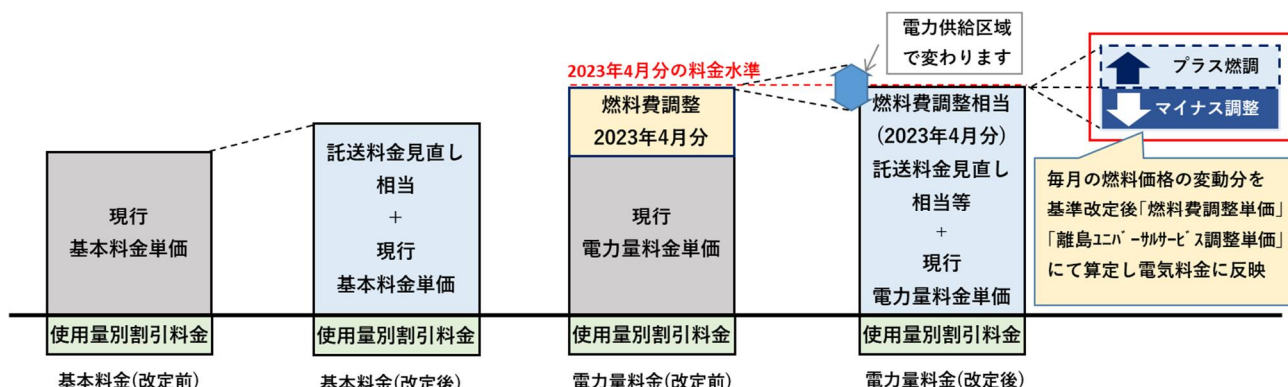 電力供給区域
で変わります
2023年4月分の料金水準
プラス燃調
マイナス調整
燃料費調整
2023年4月分
燃料費調整相当
(2023年4月分)
託送料金見直し
相当等
+
現行
電力量料金単価
託送料金見直し
相当
+
現行
基本料金単価
現行
基本料金単価
現行
電力量料金単価
毎月の燃料価格の変動分を
基準改定後「燃料費調整単価」
「離島ﾕﾆﾊﾞｰｻﾙｻｰﾋﾞｽ調整単価」
にて算定し電気料金に反映
使用量別割引料金
使用量別割引料金
使用量別割引料金
使用量別割引料金
基本料金(改定前)
基本料金(改定後)
電力量料金(改定前)
電力量料金(改定後)